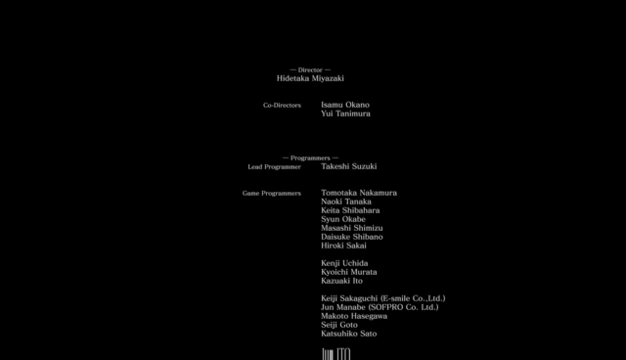 — Director —
Hidetaka Miyazaki
Co-Directors Isamu Okano
Yui Tanimura
— Programmers —
Lead Programmer Takeshi Suzuki
Game Programmers Tomotaka Nakamura
Naoki Tanaka
Keita Shibahara
Syun Okabe
Masashi Shimizu
Daisuke Shibano
Hiroki Sakai
Kenji Uchida
Kyoichi Murata
Kazuaki Ito
Keiji Sakaguchi (E-smile Co.,Ltd.)
Jun Manabe (SOFPRO Co. Ltd.)
Makoto Hasegawa
Seiji Goto
Katsuhiko Sato
Jun ITO